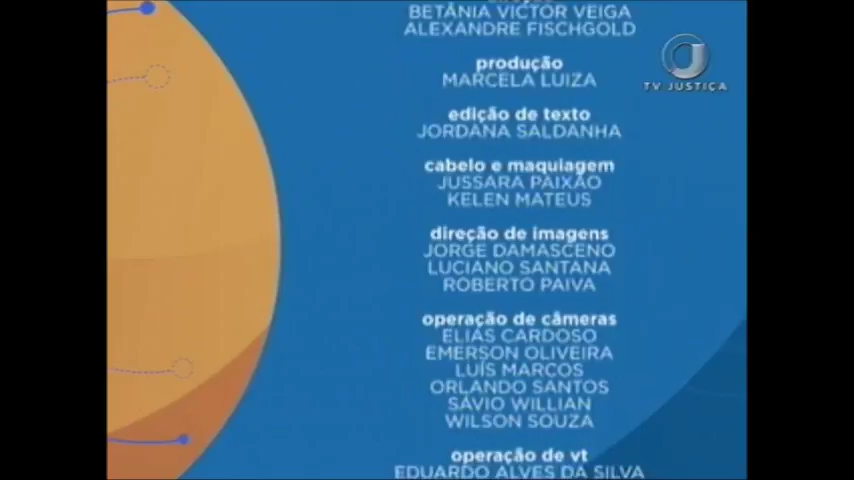 BETÂNIA VICTOR VEIGA
ALEXANDRE FISCHGOLD
produção
MARCELA LUIZA
edição de texto
JORDANA SALDANHA
cabelo e maquiagem
JUSSARA PAIXÃO
KELEN MATEUS
direção de imagens
JORGE DAMASCENO
LUCIANO SANTANA
ROBERTO PAIVA
operação de câmeras
ELIAS CARDOSO
EMERSON OLIVEIRA
LUÍS MARCOS
ORLANDO SANTOS
SÁVIO WILLIAN
WILSON SOUZA
operação de vt
EDUARDO ALVES DA SILVA
TV JUSTIÇA